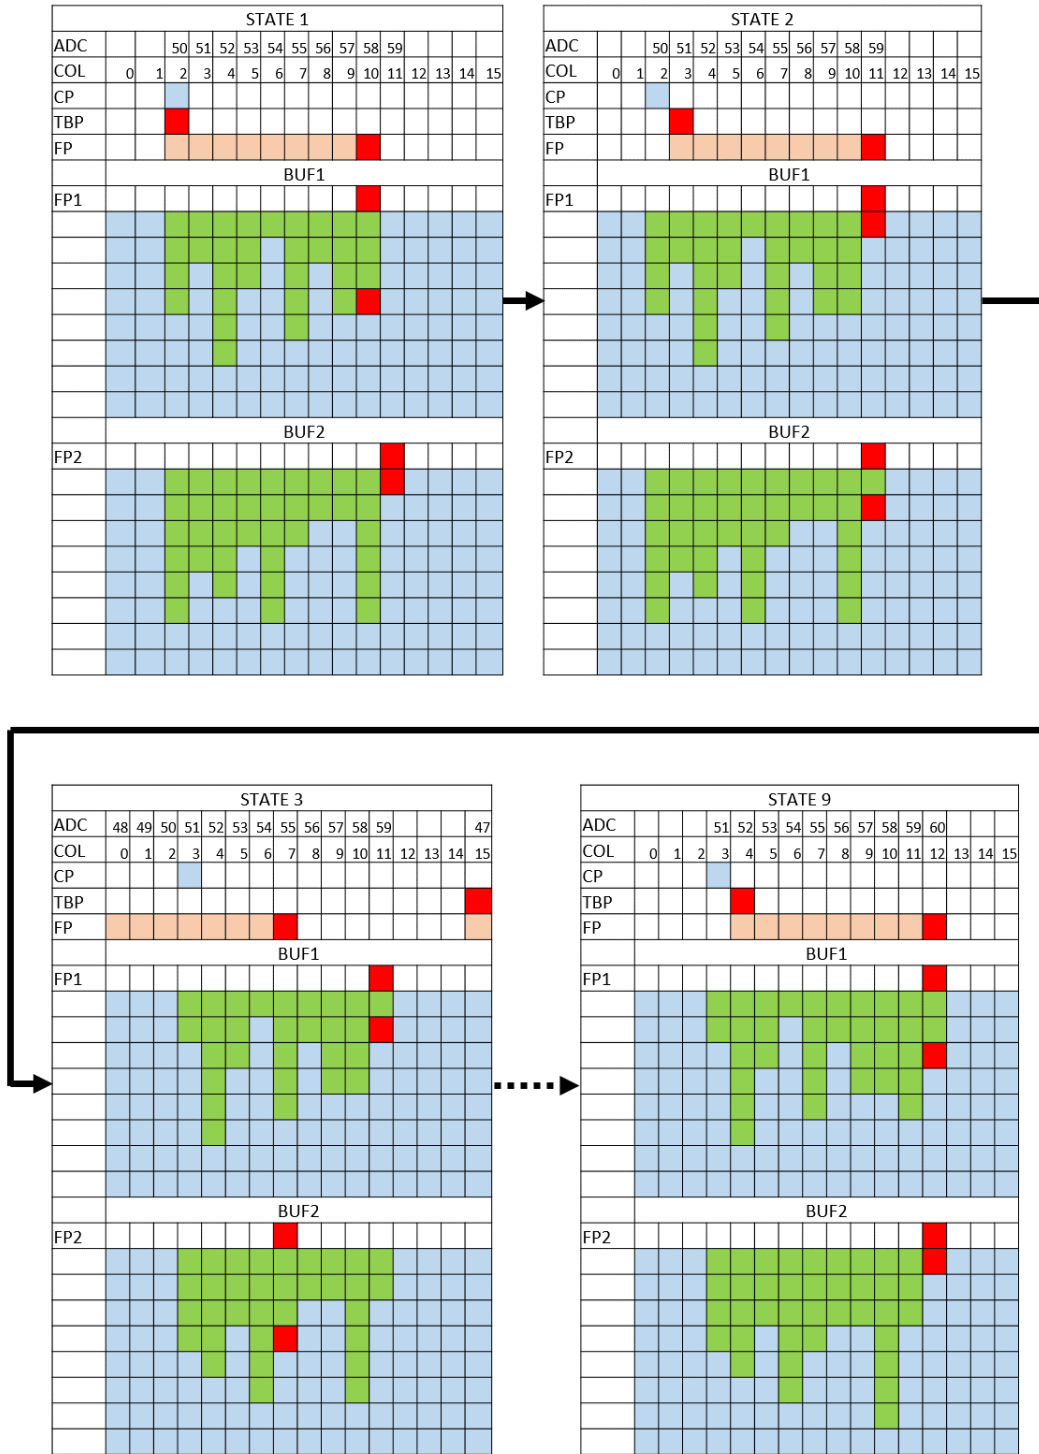 STATE 1
ADC 50 51 52 53 54 55 56 57 58 59
COL 0 1 2 3 4 5 6 7 8 9 10 11 12 13 14 15
CP
TBP
FP
BUF1
FP1
BUF2
FP2
STATE 2
ADC 50 51 52 53 54 55 56 57 58 59
COL 0 1 2 3 4 5 6 7 8 9 10 11 12 13 14 15
CP
TBP
FP
BUF1
FP1
BUF2
FP2
STATE 3
ADC 48 49 50 51 52 53 54 55 56 57 58 59 47
COL 0 1 2 3 4 5 6 7 8 9 10 11 12 13 14 15
CP
TBP
FP
BUF1
FP1
BUF2
FP2
STATE 9
ADC 51 52 53 54 55 56 57 58 59 60
COL 0 1 2 3 4 5 6 7 8 9 10 11 12 13 14 15
CP
TBP
FP
BUF1
FP1
BUF2
FP2